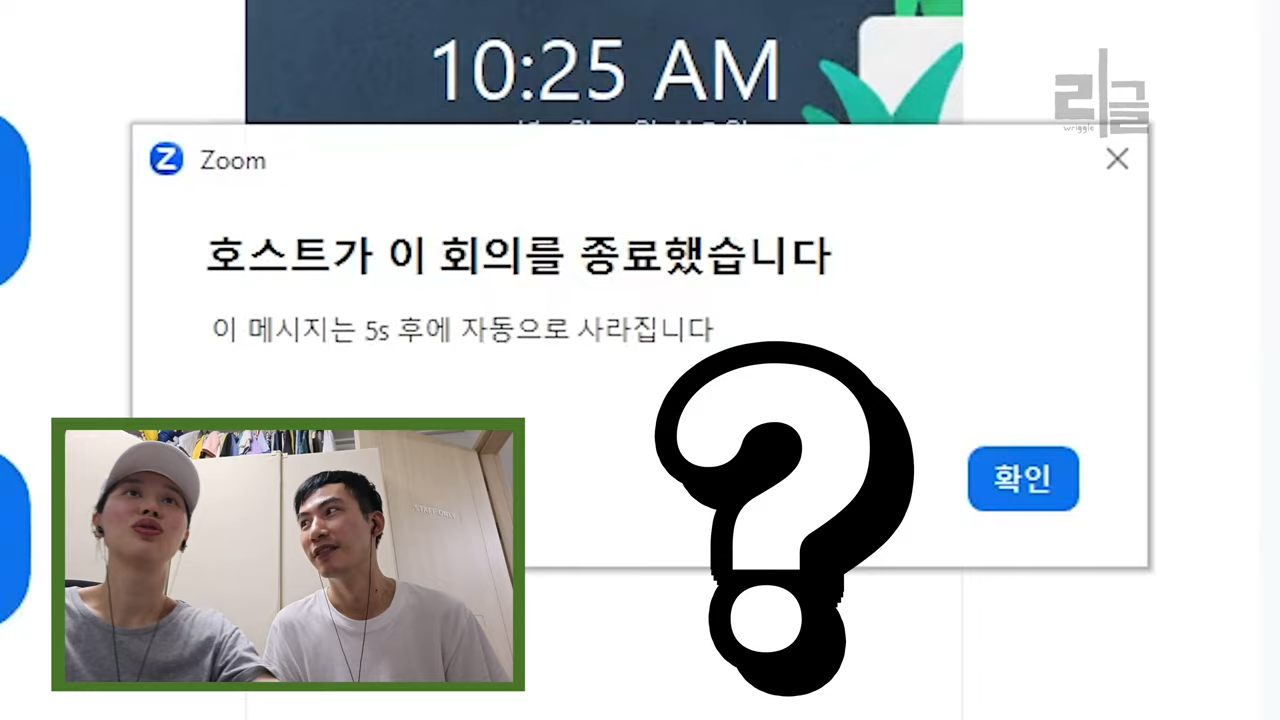 10:25 AM
리글
wriggle
Zoom
호스트가 이 회의를 종료했습니다
이 메시지는 5s 후에 자동으로 사라집니다
확인
STAFF ONLY
?